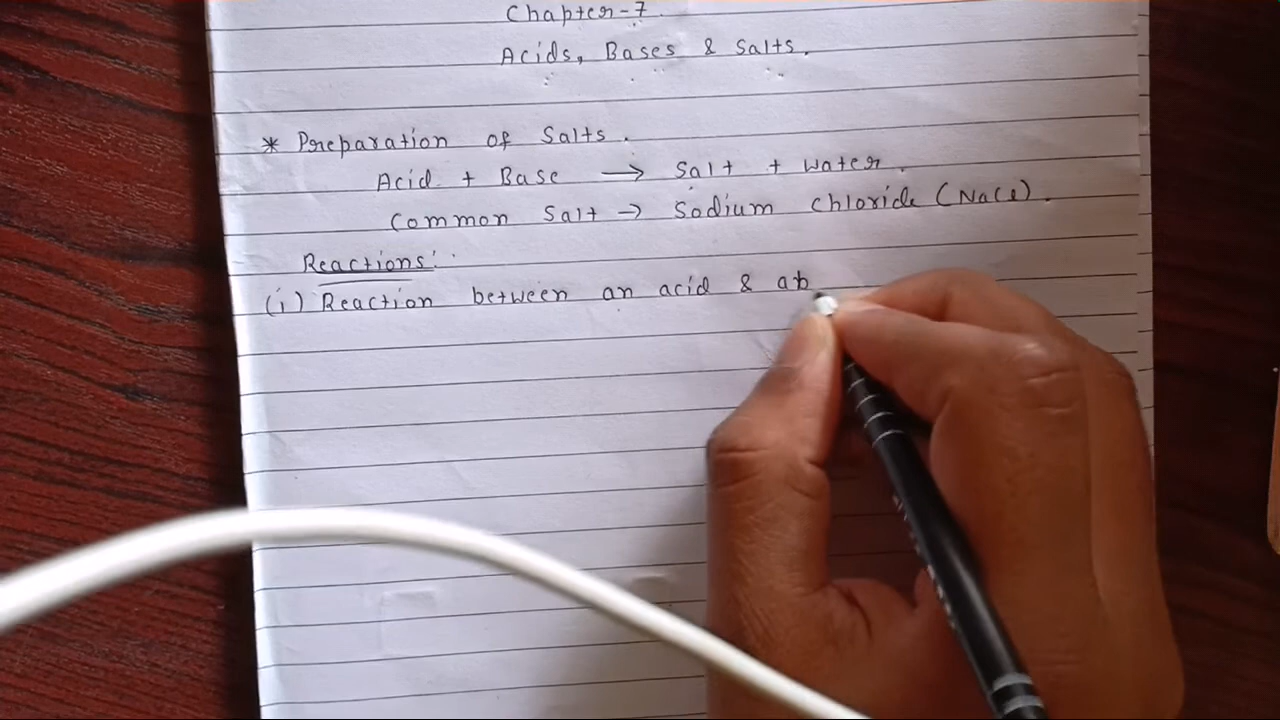 Chapter-7
Acids, Bases & Salts.
* Preparation of Salts.
Acid + Base → Salt + Water.
Common Salt → Sodium Chloride (NaCl).
Reactions:
(i) Reaction between an acid & ab